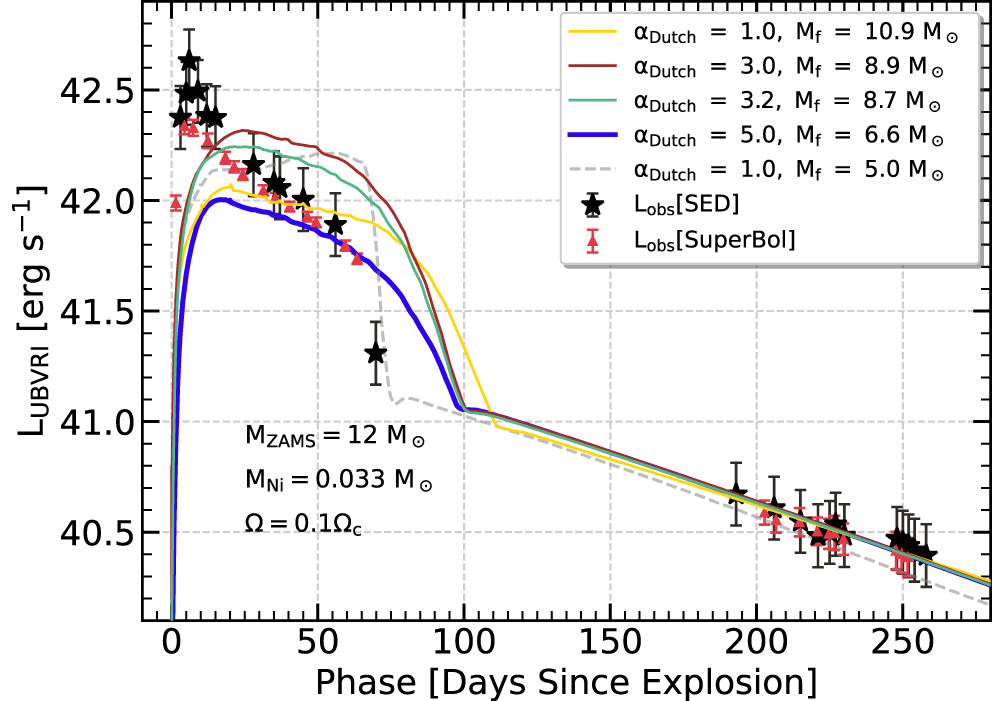 α_Dutch = 1.0, M_f = 10.9 M_⊙
α_Dutch = 3.0, M_f = 8.9 M_⊙
α_Dutch = 3.2, M_f = 8.7 M_⊙
α_Dutch = 5.0, M_f = 6.6 M_⊙
α_Dutch = 1.0, M_f = 5.0 M_⊙
L_obs[SED]
L_obs[SuperBol]
42.5
42.0
41.5
41.0
40.5
L_UBVRI [erg s⁻¹]
M_ZAMS = 12 M_⊙
M_Ni = 0.033 M_⊙
Ω = 0.1Ω_c
0 50 100 150 200 250
Phase [Days Since Explosion]